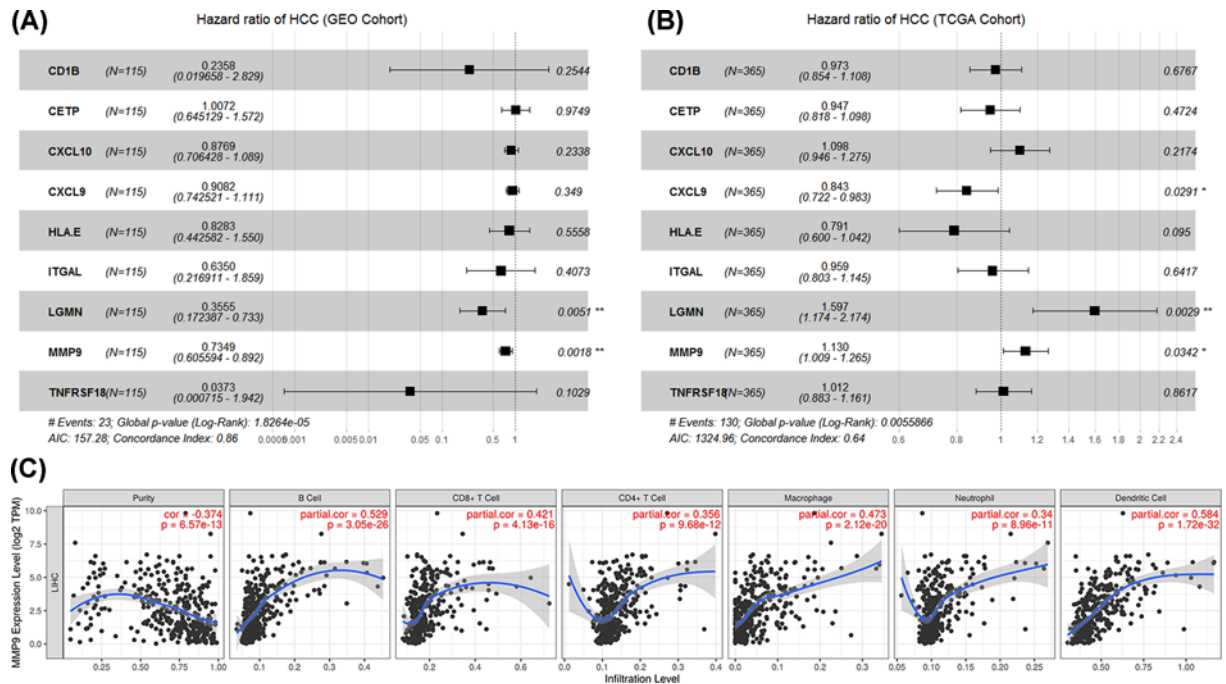 (A)
Hazard ratio of HCC (GEO Cohort)
CD1B (N=115) 0.2358 (0.019658 - 2.829) 0.2544
CETP (N=115) 1.0072 (0.645129 - 1.572) 0.9749
CXCL10 (N=115) 0.8769 (0.706428 - 1.089) 0.2338
CXCL9 (N=115) 0.9082 (0.742521 - 1.111) 0.349
HLA.E (N=115) 0.8283 (0.442582 - 1.550) 0.5558
ITGAL (N=115) 0.6350 (0.216911 - 1.859) 0.4073
LGMN (N=115) 0.3555 (0.172387 - 0.733) 0.0051 **
MMP9 (N=115) 0.7349 (0.605594 - 0.892) 0.0018 **
TNFRSF18 (N=115) 0.0373 (0.000715 - 1.942) 0.1029
# Events: 23; Global p-value (Log-Rank): 1.8264e-05
AIC: 157.28; Concordance Index: 0.86
0.0005 0.001 0.005 0.01 0.05 0.1 0.5 1
(B)
Hazard ratio of HCC (TCGA Cohort)
CD1B (N=365) 0.973 (0.854 - 1.108) 0.6767
CETP (N=365) 0.947 (0.818 - 1.098) 0.4724
CXCL10 (N=365) 1.098 (0.946 - 1.275) 0.2174
CXCL9 (N=365) 0.843 (0.722 - 0.983) 0.0291 *
HLA.E (N=365) 0.791 (0.600 - 1.042) 0.095
ITGAL (N=365) 0.959 (0.803 - 1.145) 0.6417
LGMN (N=365) 1.597 (1.174 - 2.174) 0.0029 **
MMP9 (N=365) 1.130 (1.009 - 1.265) 0.0342 *
TNFRSF18 (N=365) 1.012 (0.883 - 1.161) 0.8617
# Events: 130; Global p-value (Log-Rank): 0.0055866
AIC: 1324.96; Concordance Index: 0.64
0.6 0.8 1 1.2 1.4 1.6 1.8 2 2.2 2.4
(C)
Purity B Cell CD8+ T Cell CD4+ T Cell Macrophage Neutrophil Dendritic Cell
cor = -0.374 partial.cor = 0.529 partial.cor = 0.421 partial.cor = 0.356 partial.cor = 0.473 partial.cor = 0.34 partial.cor = 0.584
p = 6.57e-13 p = 3.05e-26 p = 4.13e-16 p = 9.68e-12 p = 2.12e-20 p = 8.96e-11 p = 1.72e-32
MMP9 Expression Level (log2 TPM)
LIHC
10.0
7.5
5.0
2.5
0.0
0.25 0.50 0.75 1.00 0.0 0.1 0.2 0.3 0.4 0.2 0.4 0.6 0.0 0.1 0.2 0.3 0.4 0.0 0.1 0.2 0.3 0.05 0.10 0.15 0.20 0.25 0.50 0.75 1.00
Infiltration Level